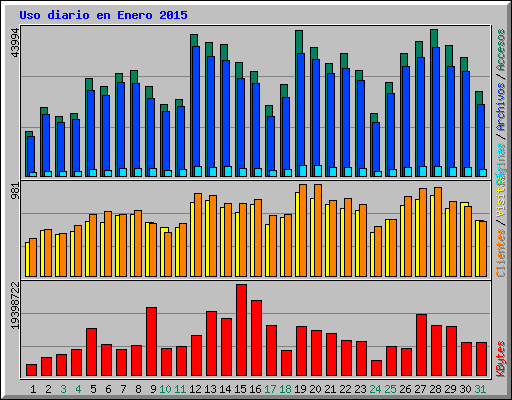 Uso diario en Enero 2015
43994
981
19398722
Páginas / Archivos / Accesos
Clientes / Visitas
KBytes
1 2 3 4 5 6 7 8 9 10 11 12 13 14 15 16 17 18 19 20 21 22 23 24 25 26 27 28 29 30 31